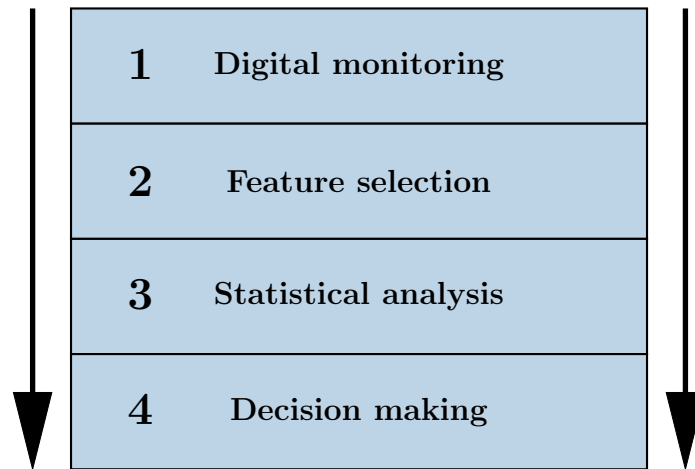 1 Digital monitoring
2 Feature selection
3 Statistical analysis
4 Decision making